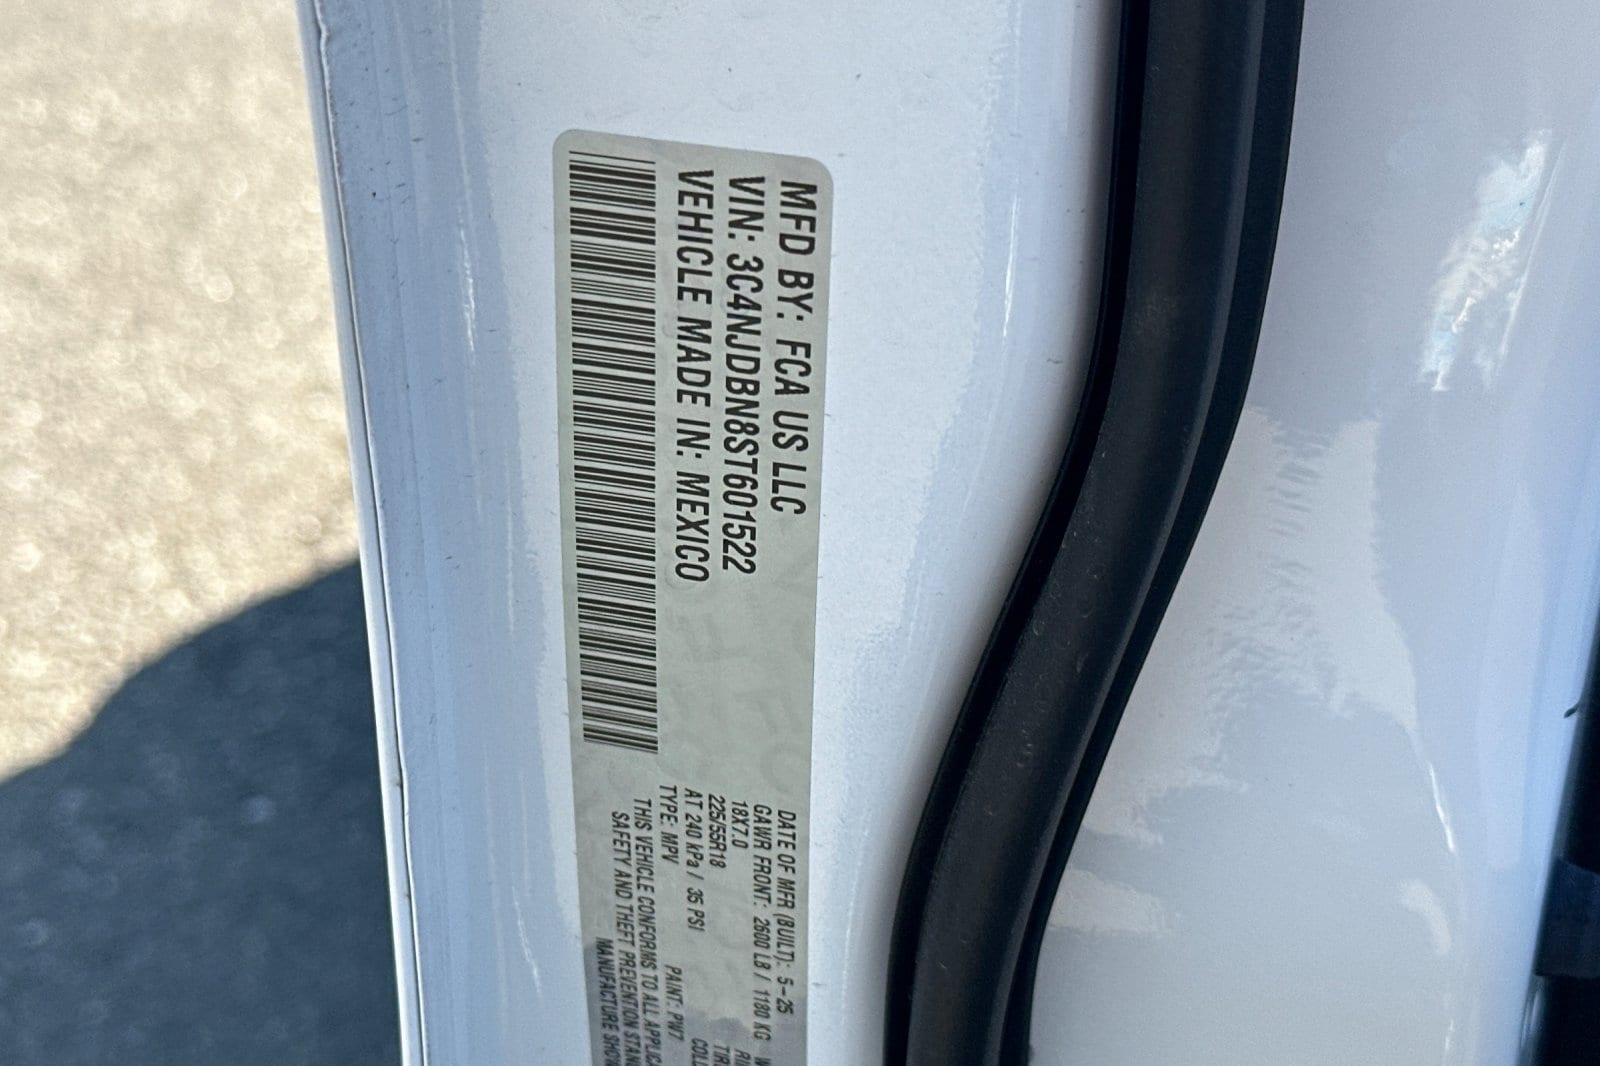 MFD BY: FCA US LLC
VIN: 3C4NJDBN8ST601522
VEHICLE MADE IN: MEXICO
DATE OF MFR (BUILT): 5-25
GAWR FRONT: 2600 LB / 1180 KG
18X7.0
225/55R18
AT 240 kPa / 35 PSI
TYPE: MPV PAINT: PW7
THIS VEHICLE CONFORMS TO ALL
SAFETY AND THEFT PREVENTION
MANUFACTURE